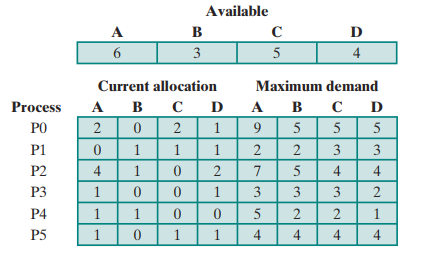 Available
A B C D
6 3 5 4
Current allocation Maximum demand
Process A B C D A B C D
P0 2 0 2 1 9 5 5 5
P1 0 1 1 1 2 2 3 3
P2 4 1 0 2 7 5 4 4
P3 1 0 0 1 3 3 3 2
P4 1 1 0 0 5 2 2 1
P5 1 0 1 1 4 4 4 4